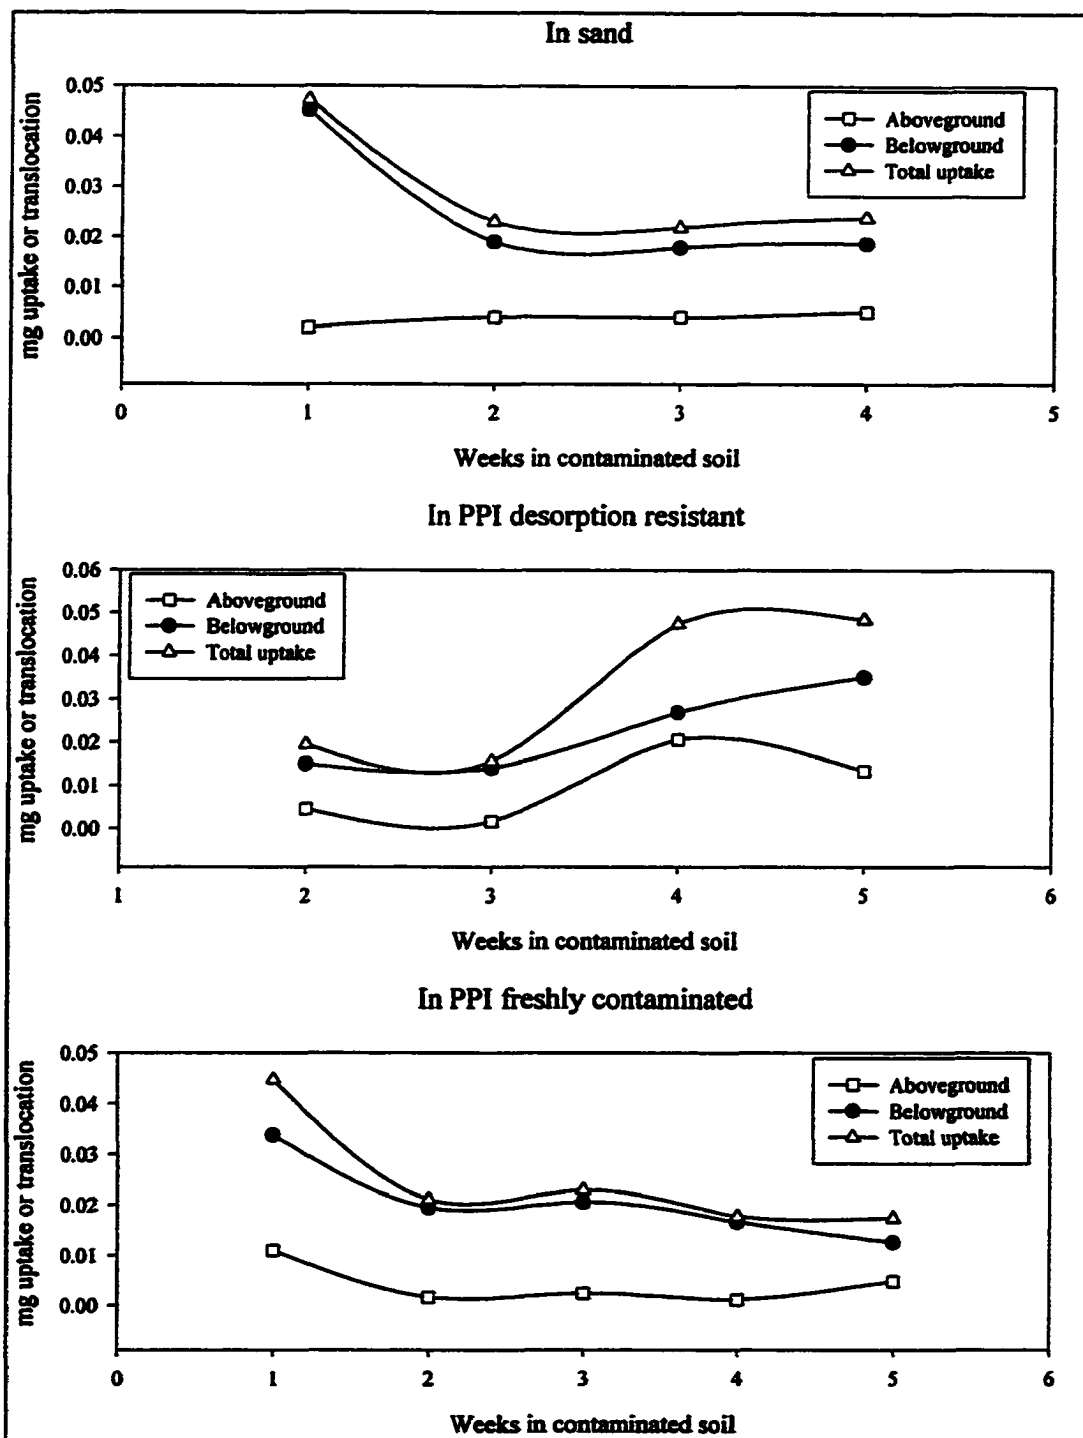 In sand
mg uptake or translocation
0.05
0.04
0.03
0.02
0.01
0.00
Aboveground
Belowground
Total uptake
0 1 2 3 4 5
Weeks in contaminated soil
In PPI desorption resistant
mg uptake or translocation
0.06
0.05
0.04
0.03
0.02
0.01
0.00
Aboveground
Belowground
Total uptake
1 2 3 4 5 6
Weeks in contaminated soil
In PPI freshly contaminated
mg uptake or translocation
0.05
0.04
0.03
0.02
0.01
0.00
Aboveground
Belowground
Total uptake
0 1 2 3 4 5 6
Weeks in contaminated soil